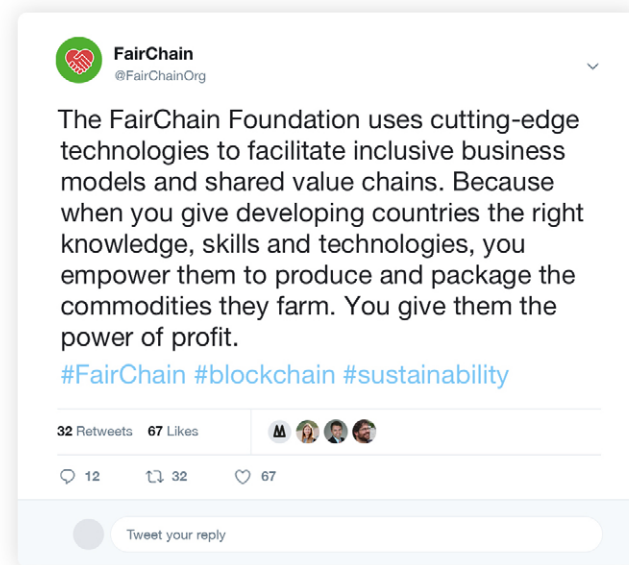 FairChain
@FairChainOrg
The FairChain Foundation uses cutting-edge
technologies to facilitate inclusive business
models and shared value chains. Because
when you give developing countries the right
knowledge, skills and technologies, you
empower them to produce and package the
commodities they farm. You give them the
power of profit.
#FairChain #blockchain #sustainability
32 Retweets 67 Likes
12 32 67
Tweet your reply